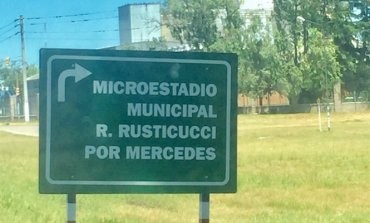 MICROESTADIO
MUNICIPAL
R. RUSTICUCCI
POR MERCEDES